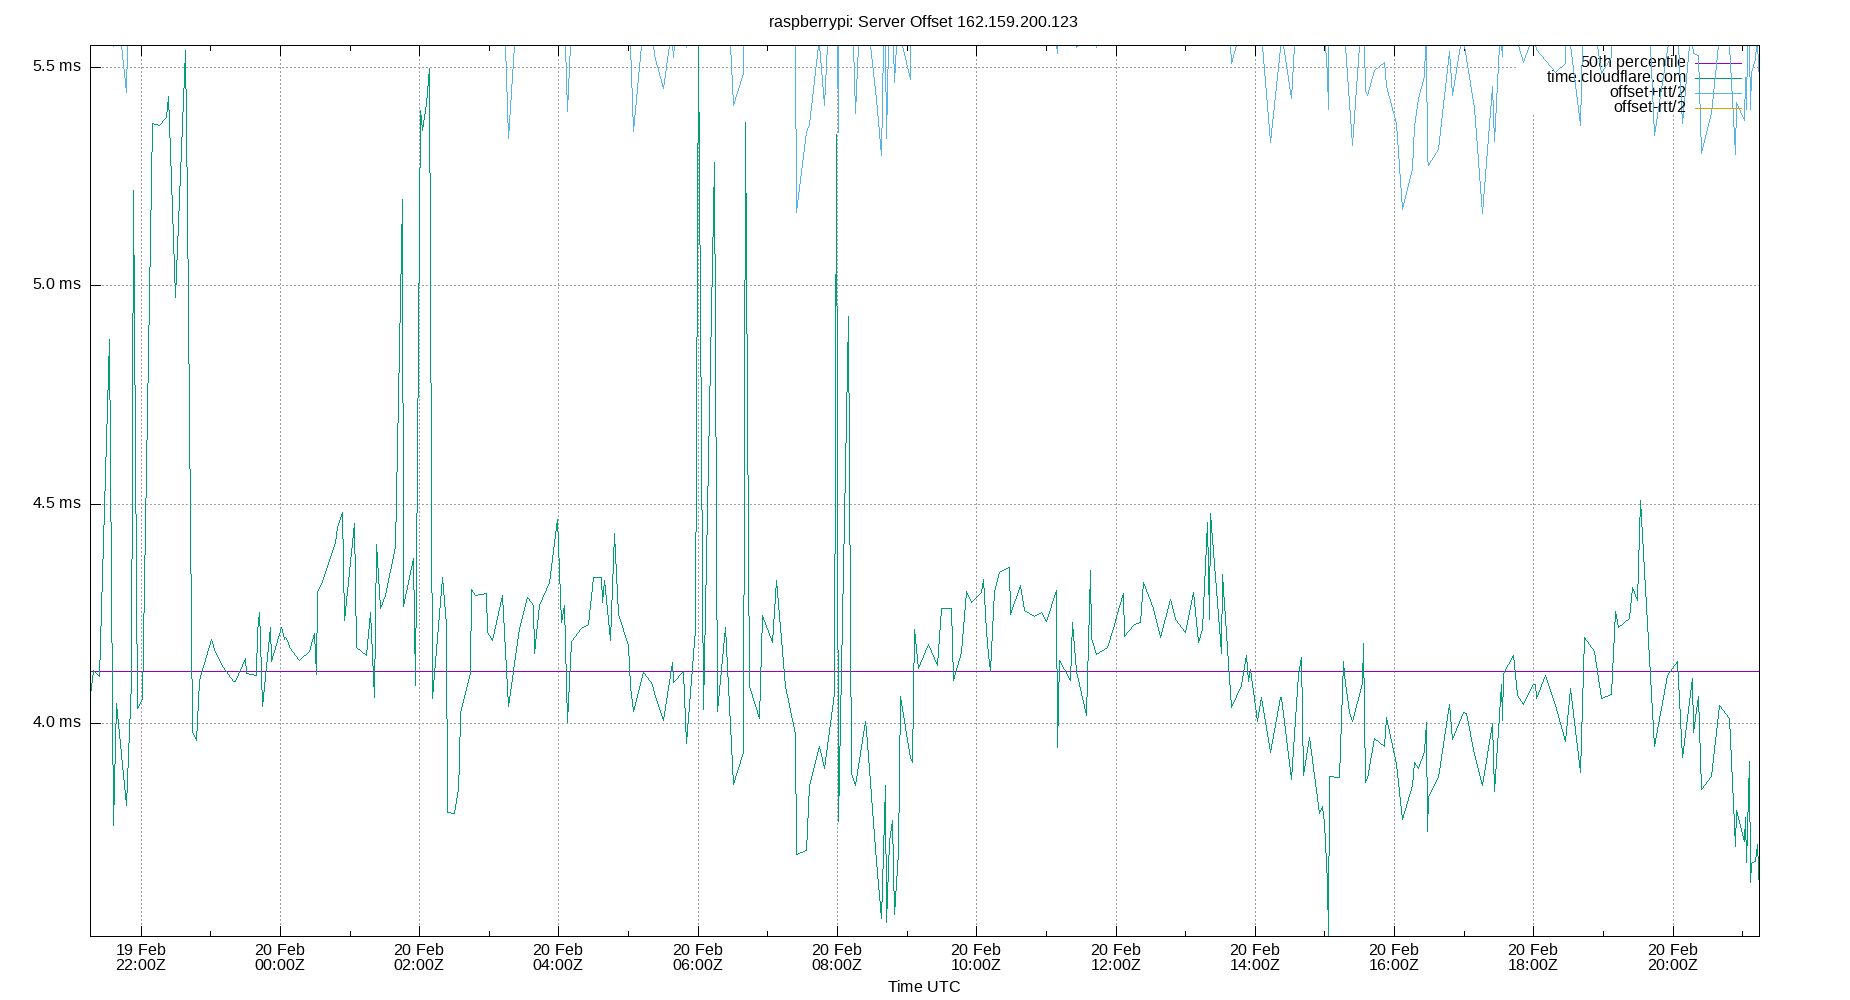 raspberrypi: Server Offset 162.159.200.123
5.5 ms
5.0 ms
4.5 ms
4.0 ms
50th percentile
time.cloudflare.com
offset+rtt/2
offset-rtt/2
19 Feb 20 Feb 20 Feb 20 Feb 20 Feb 20 Feb 20 Feb 20 Feb 20 Feb 20 Feb 20 Feb 20 Feb
22:00Z 00:00Z 02:00Z 04:00Z 06:00Z 08:00Z 10:00Z 12:00Z 14:00Z 16:00Z 18:00Z 20:00Z
Time UTC